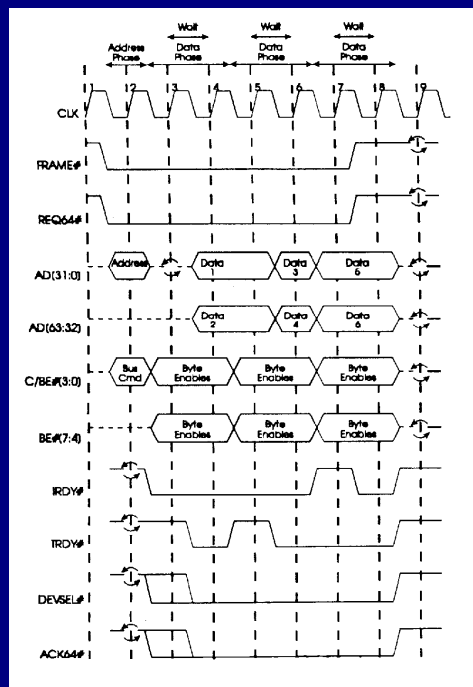 Wait Wait Wait
Address Phase Data Phase Data Phase Data Phase
1 2 3 4 5 6 7 8 9
CLK
FRAME#
REQ64#
AD(31:0) Address Data 1 Data 3 Data 5
AD(63:32) Data 2 Data 4 Data 6
C/BE#(3:0) Bus Cmd Byte Enables Byte Enables Byte Enables
BE#(7:4) Byte Enables Byte Enables Byte Enables
IRDY#
TRDY#
DEVSEL#
ACK64#